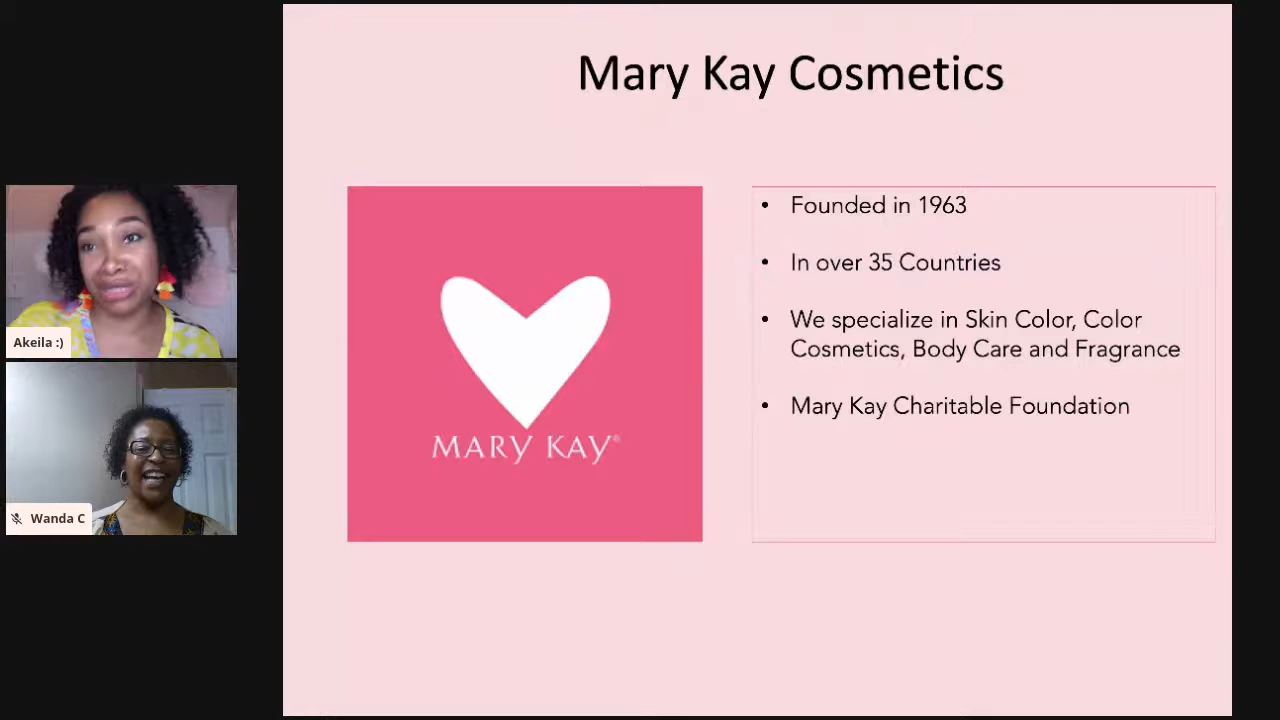 Mary Kay Cosmetics
Akeila :)
Wanda C
MARY KAY®
• Founded in 1963
• In over 35 Countries
• We specialize in Skin Color, Color
Cosmetics, Body Care and Fragrance
• Mary Kay Charitable Foundation